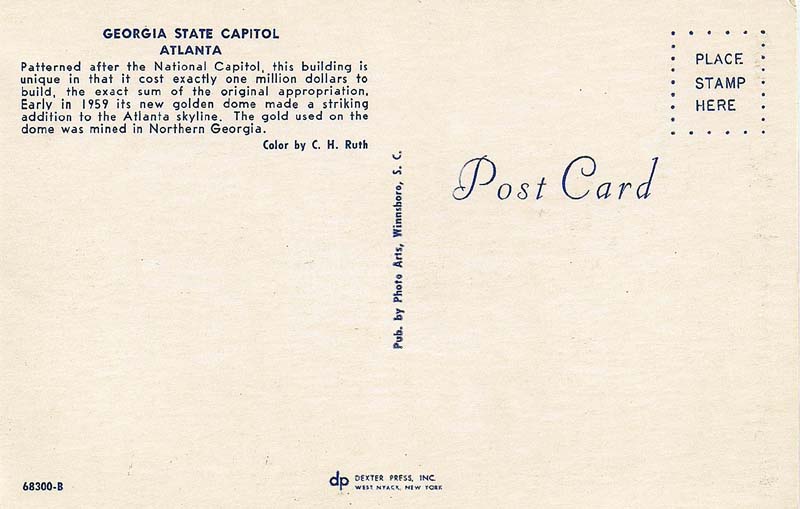 GEORGIA STATE CAPITOL
ATLANTA
Patterned after the National Capitol, this building is
unique in that it cost exactly one million dollars to
build, the exact sum of the original appropriation.
Early in 1959 its new golden dome made a striking
addition to the Atlanta skyline. The gold used on the
dome was mined in Northern Georgia.
Color by C. H. Ruth
Pub. by Photo Arts, Winnsboro, S. C.
PLACE
STAMP
HERE
Post Card
68300-B
dp DEXTER PRESS, INC.
WEST NYACK, NEW YORK